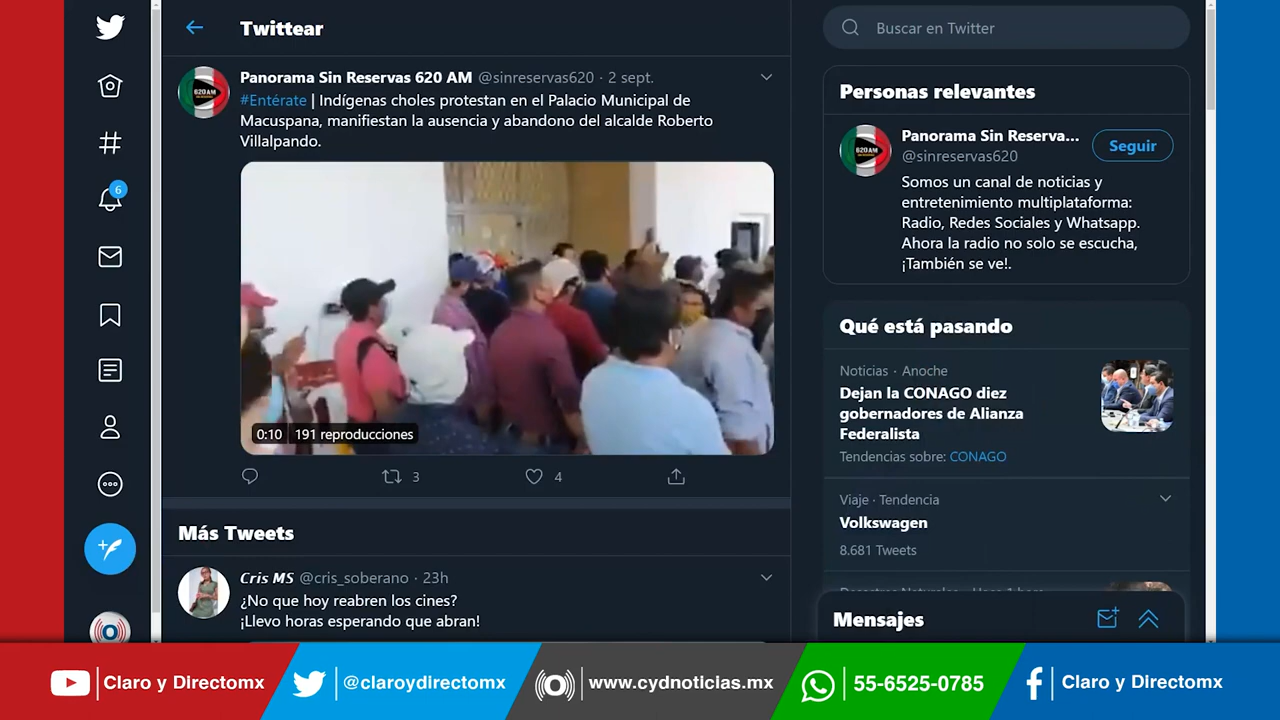 Twittear
Panorama Sin Reservas 620 AM @sinreservas620 · 2 sept.
#Entérate | Indígenas choles protestan en el Palacio Municipal de
Macuspana, manifiestan la ausencia y abandono del alcalde Roberto
Villalpando.
620 AM
0:10 191 reproducciones
3 4
Más Tweets
Cris MS @cris_soberano · 23h
¿No que hoy reabren los cines?
¡Llevo horas esperando que abran!
6
Buscar en Twitter
Personas relevantes
Panorama Sin Reserva...
@sinreservas620
Seguir
620 AM
Somos un canal de noticias y
entretenimiento multiplataforma:
Radio, Redes Sociales y Whatsapp.
Ahora la radio no solo se escucha,
¡También se ve!.
Qué está pasando
Noticias · Anoche
Dejan la CONAGO diez
gobernadores de Alianza
Federalista
Tendencias sobre: CONAGO
Viaje · Tendencia
Volkswagen
8.681 Tweets
Mensajes
Claro y Directomx
@claroydirectomx
www.cydnoticias.mx
55-6525-0785
Claro y Directomx